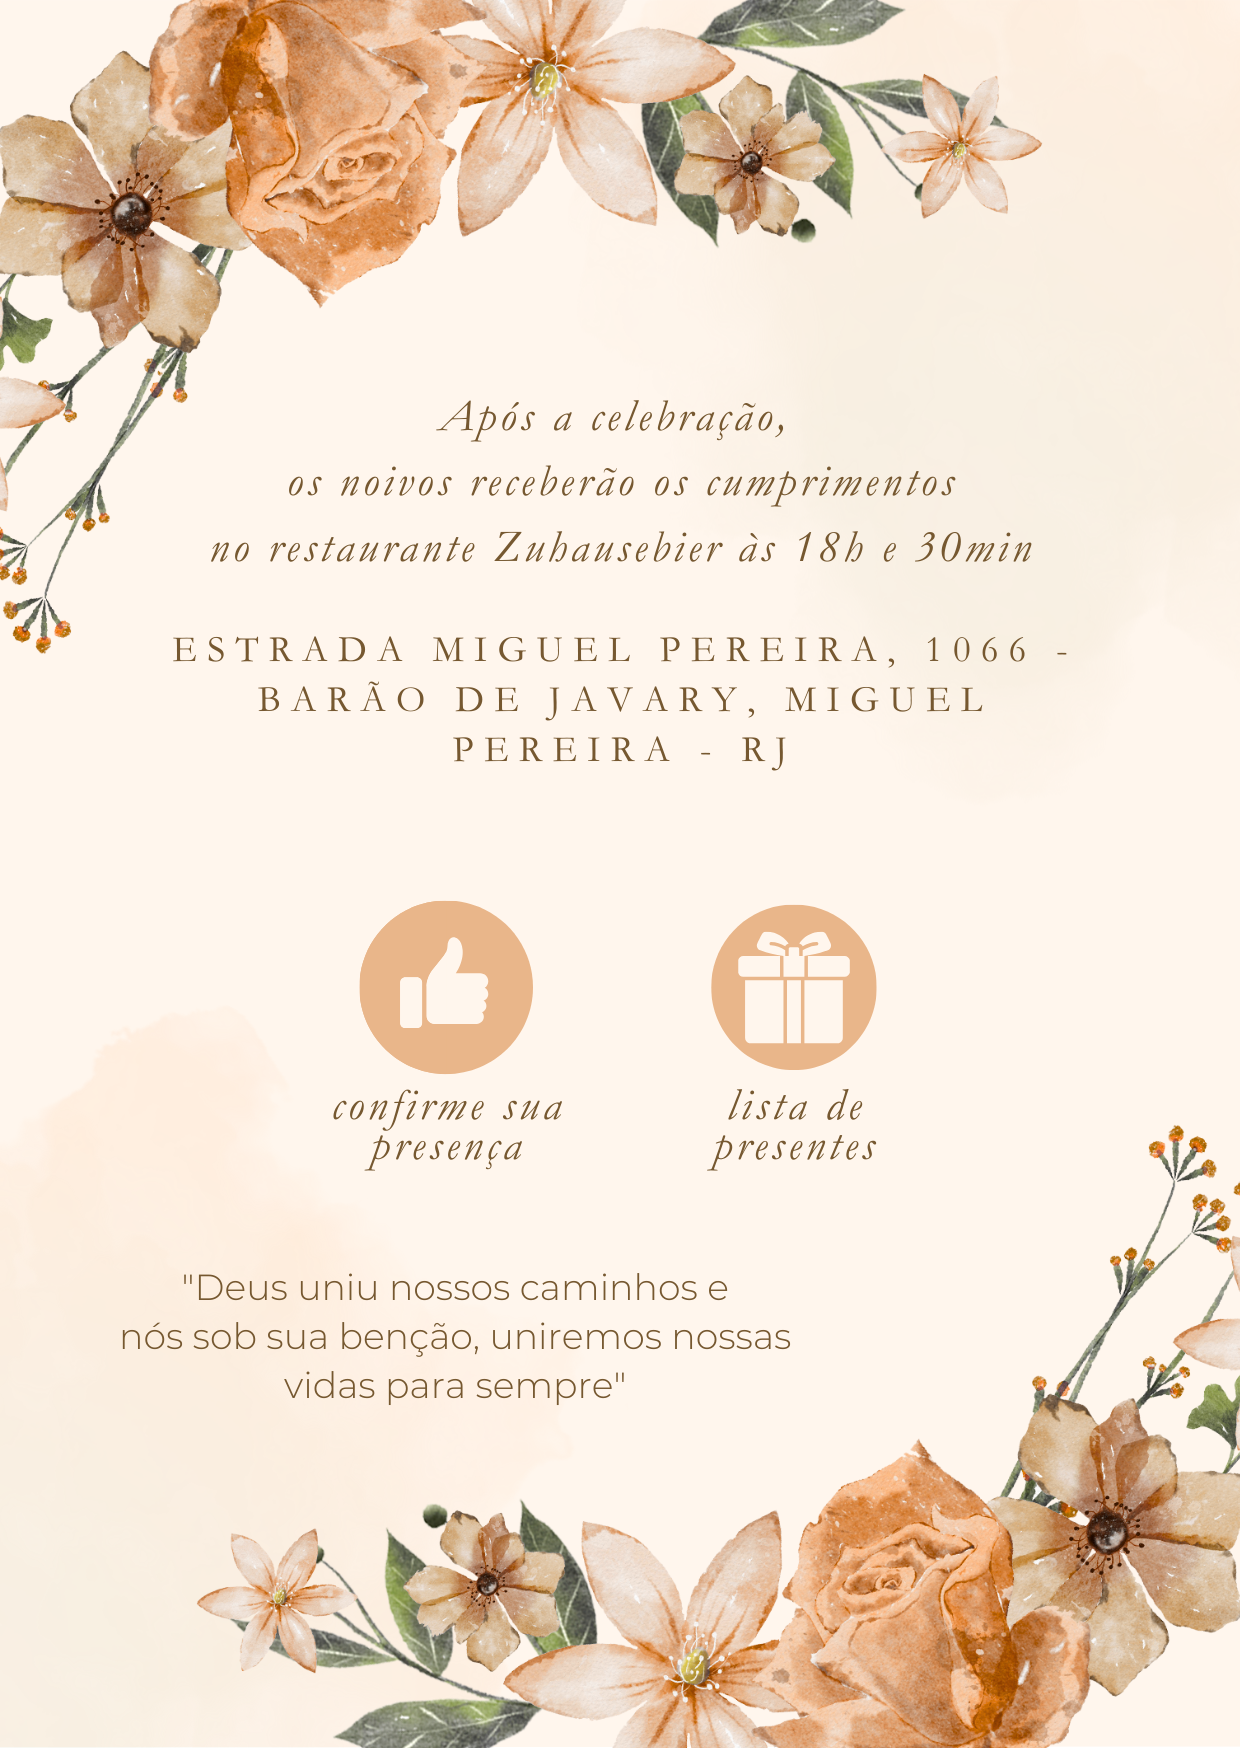 Após a celebração,
os noivos receberão os cumprimentos
no restaurante Zuhausebier às 18h e 30min
ESTRADA MIGUEL PEREIRA, 1066 -
BARÃO DE JAVARY, MIGUEL
PEREIRA - RJ
confirme sua
presença
lista de
presentes
"Deus uniu nossos caminhos e
nós sob sua benção, uniremos nossas
vidas para sempre"